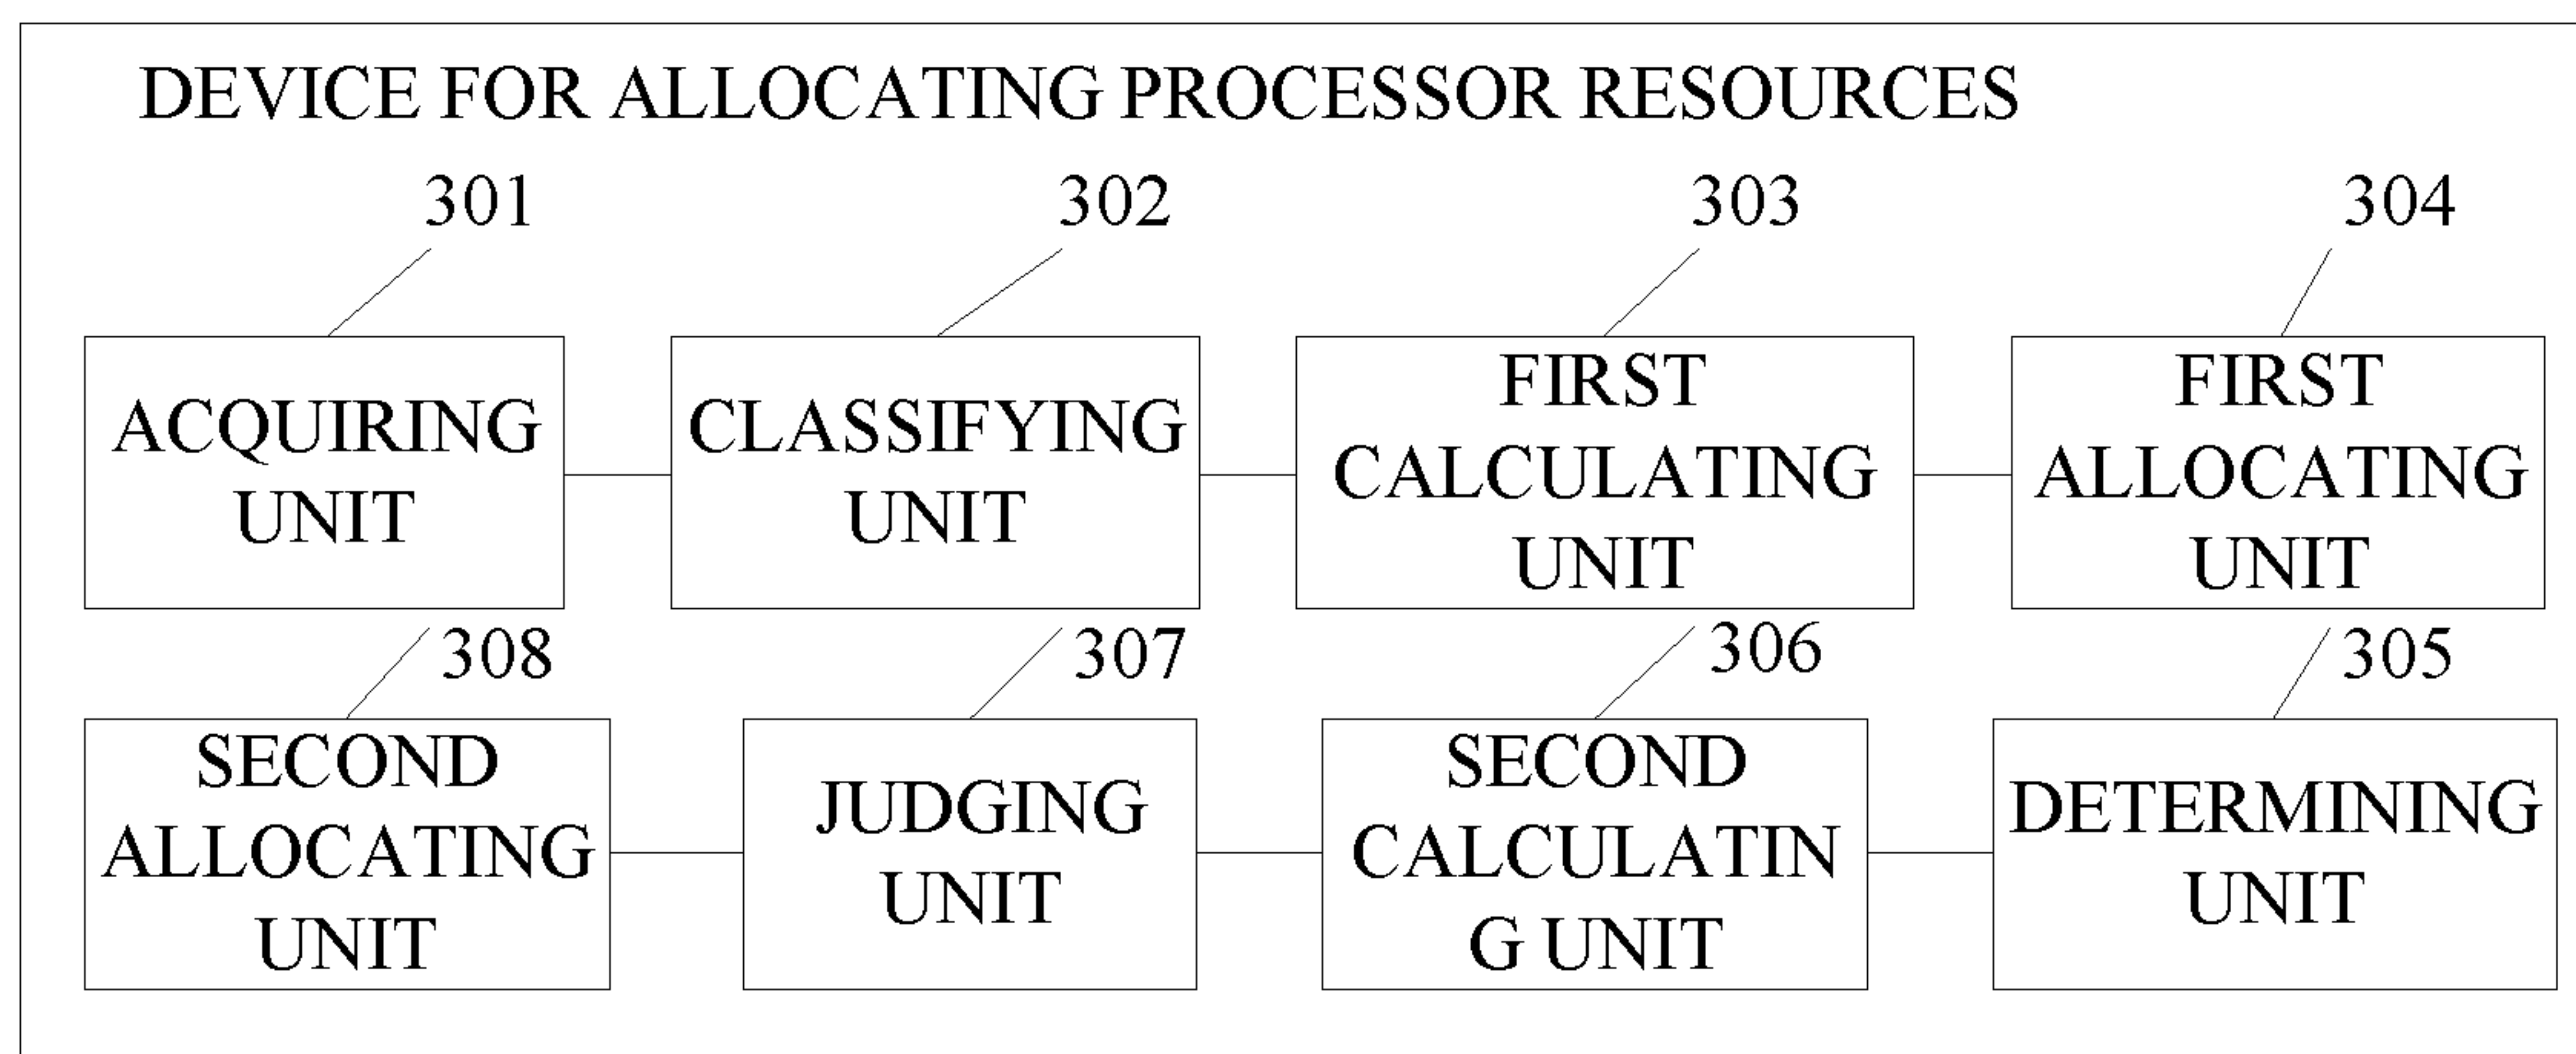 DEVICE FOR ALLOCATING PROCESSOR RESOURCES
301
302
303
304
ACQUIRING
UNIT
CLASSIFYING
UNIT
FIRST
CALCULATING
UNIT
FIRST
ALLOCATING
UNIT
308
307
306
305
SECOND
ALLOCATING
UNIT
JUDGING
UNIT
SECOND
CALCULATIN
G UNIT
DETERMINING
UNIT